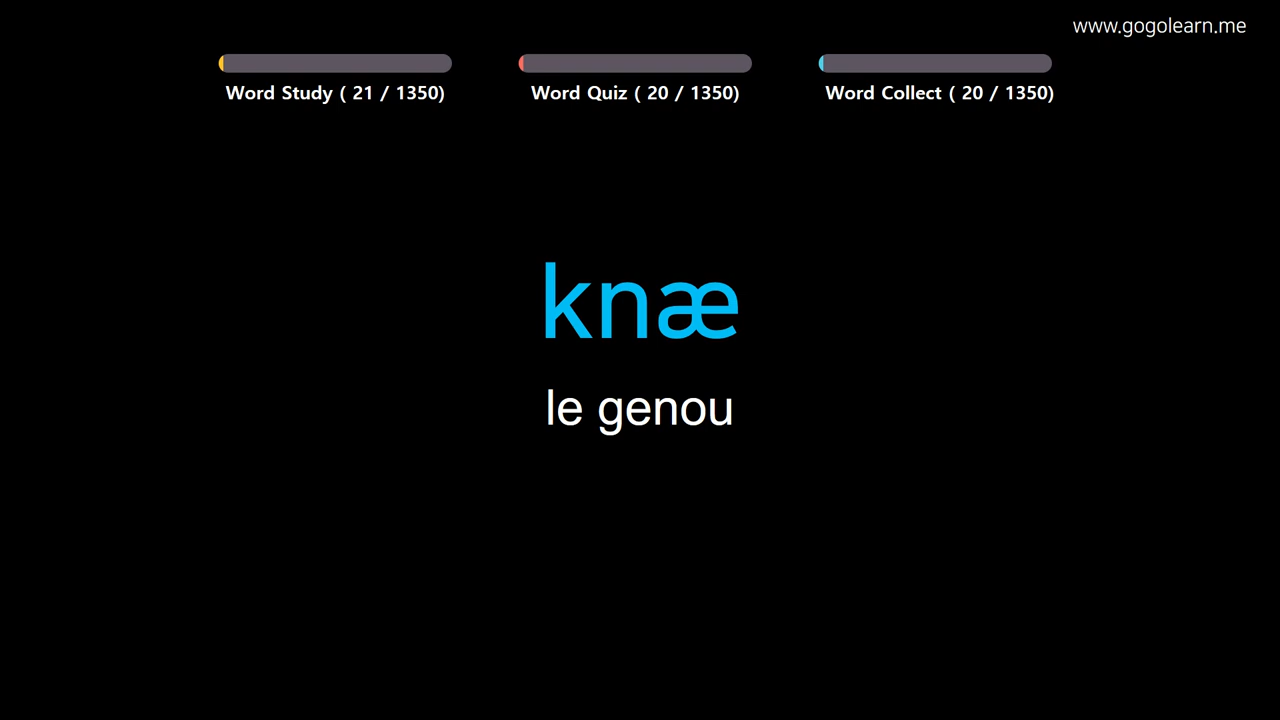 www.gogolearn.me
Word Study ( 21 / 1350)
Word Quiz ( 20 / 1350)
Word Collect ( 20 / 1350)
knæ
le genou